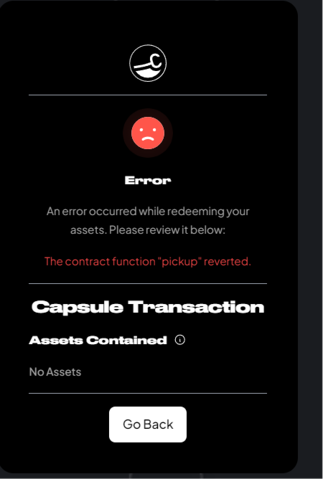 Error
An error occurred while redeeming your
assets. Please review it below:
The contract function "pickup" reverted.
Capsule Transaction
Assets Contained
No Assets
Go Back